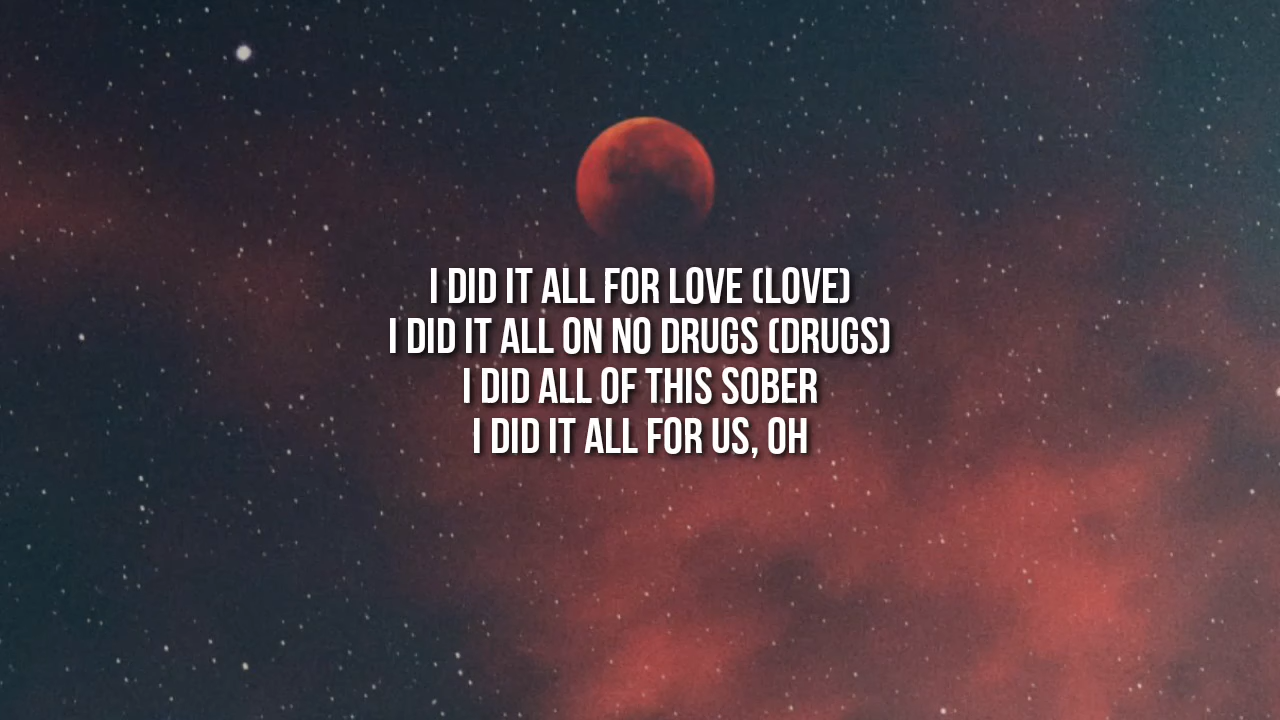 I DID IT ALL FOR LOVE (LOVE)
I DID IT ALL ON NO DRUGS (DRUGS)
I DID ALL OF THIS SOBER
I DID IT ALL FOR US, OH